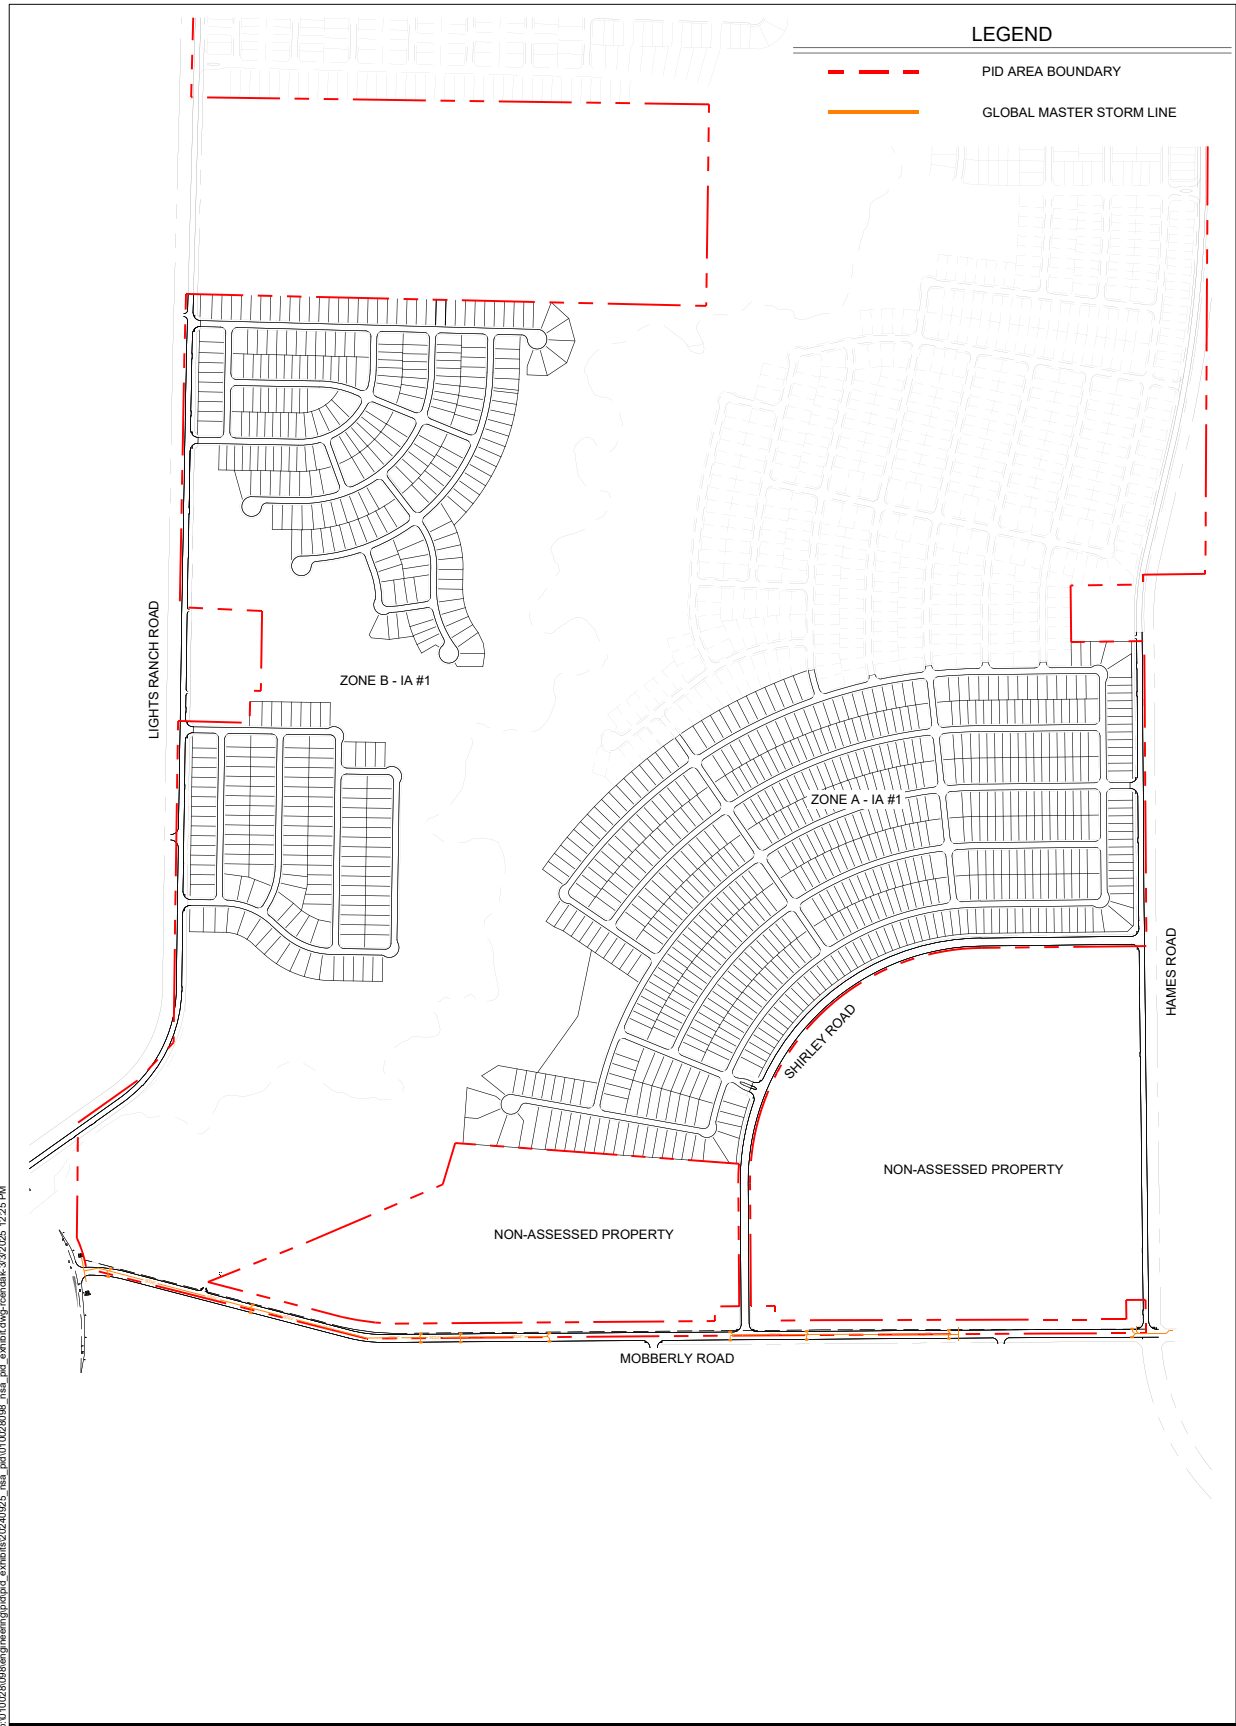 LEGEND
PID AREA BOUNDARY
GLOBAL MASTER STORM LINE
LIGHTS RANCH ROAD
ZONE B - IA #1
ZONE A - IA #1
HAMES ROAD
SHIRLEY ROAD
NON-ASSESSED PROPERTY
NON-ASSESSED PROPERTY
MOBBERLY ROAD